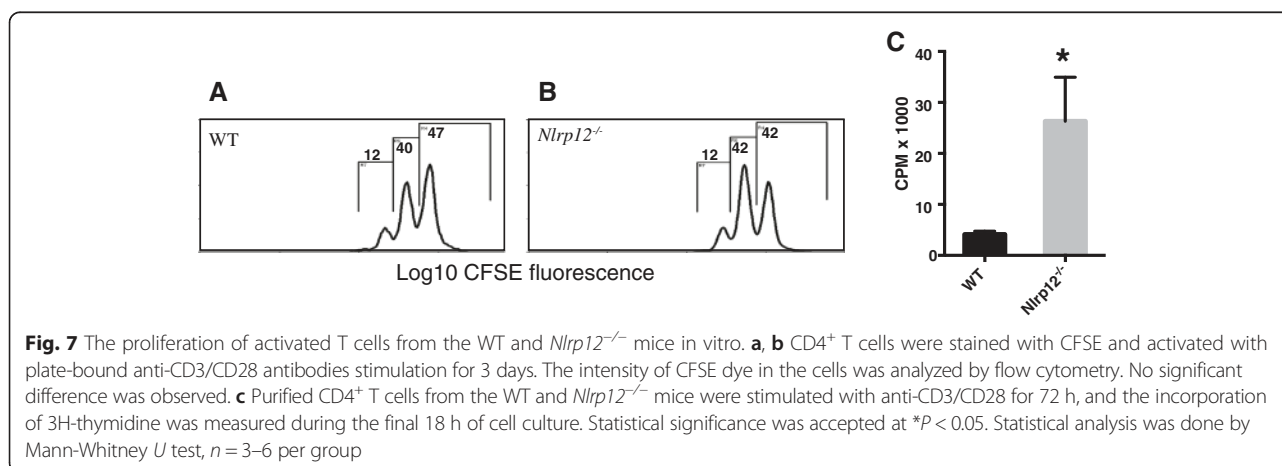 A
WT
12
40
47
B
Nlrp12-/-
12
42
42
Log10 CFSE fluorescence
C
CPM x 1000
40
30
20
10
0
*
WT
Nlrp12-/-
Fig. 7 The proliferation of activated T cells from the WT and Nlrp12−/− mice in vitro. a, b CD4+ T cells were stained with CFSE and activated with
plate-bound anti-CD3/CD28 antibodies stimulation for 3 days. The intensity of CFSE dye in the cells was analyzed by flow cytometry. No significant
difference was observed. c Purified CD4+ T cells from the WT and Nlrp12−/− mice were stimulated with anti-CD3/CD28 for 72 h, and the incorporation
of 3H-thymidine was measured during the final 18 h of cell culture. Statistical significance was accepted at *P < 0.05. Statistical analysis was done by
Mann-Whitney U test, n = 3–6 per group